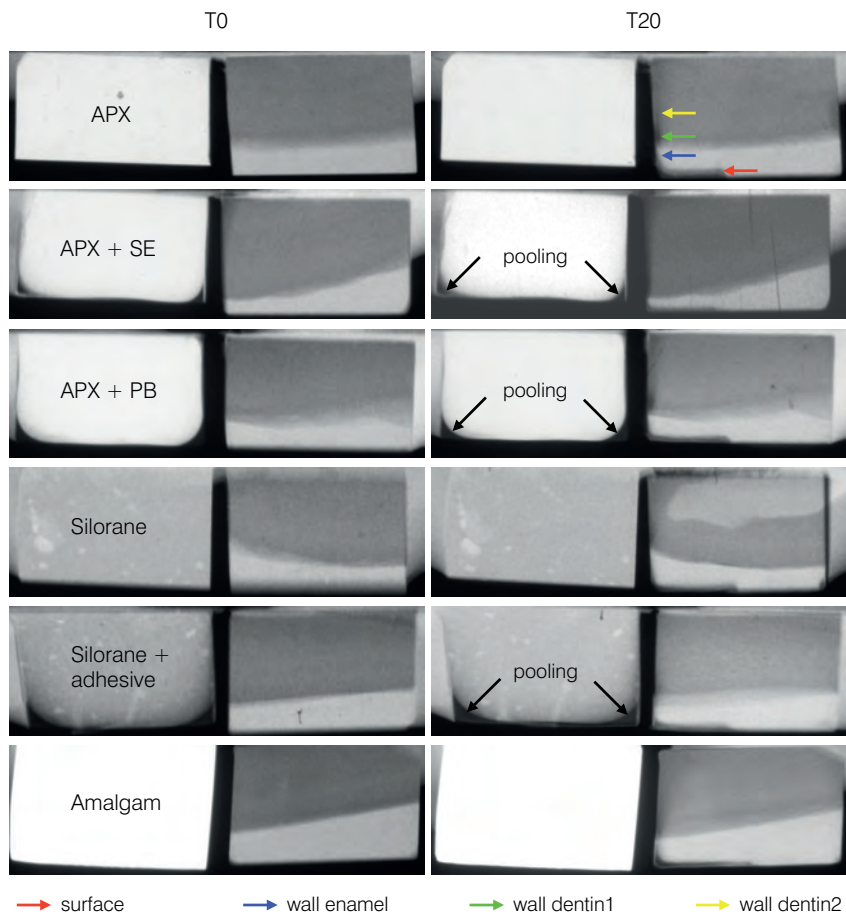 T0
T20
APX
APX + SE
pooling
APX + PB
pooling
Silorane
Silorane +
adhesive
pooling
Amalgam
surface
wall enamel
wall dentin1
wall dentin2